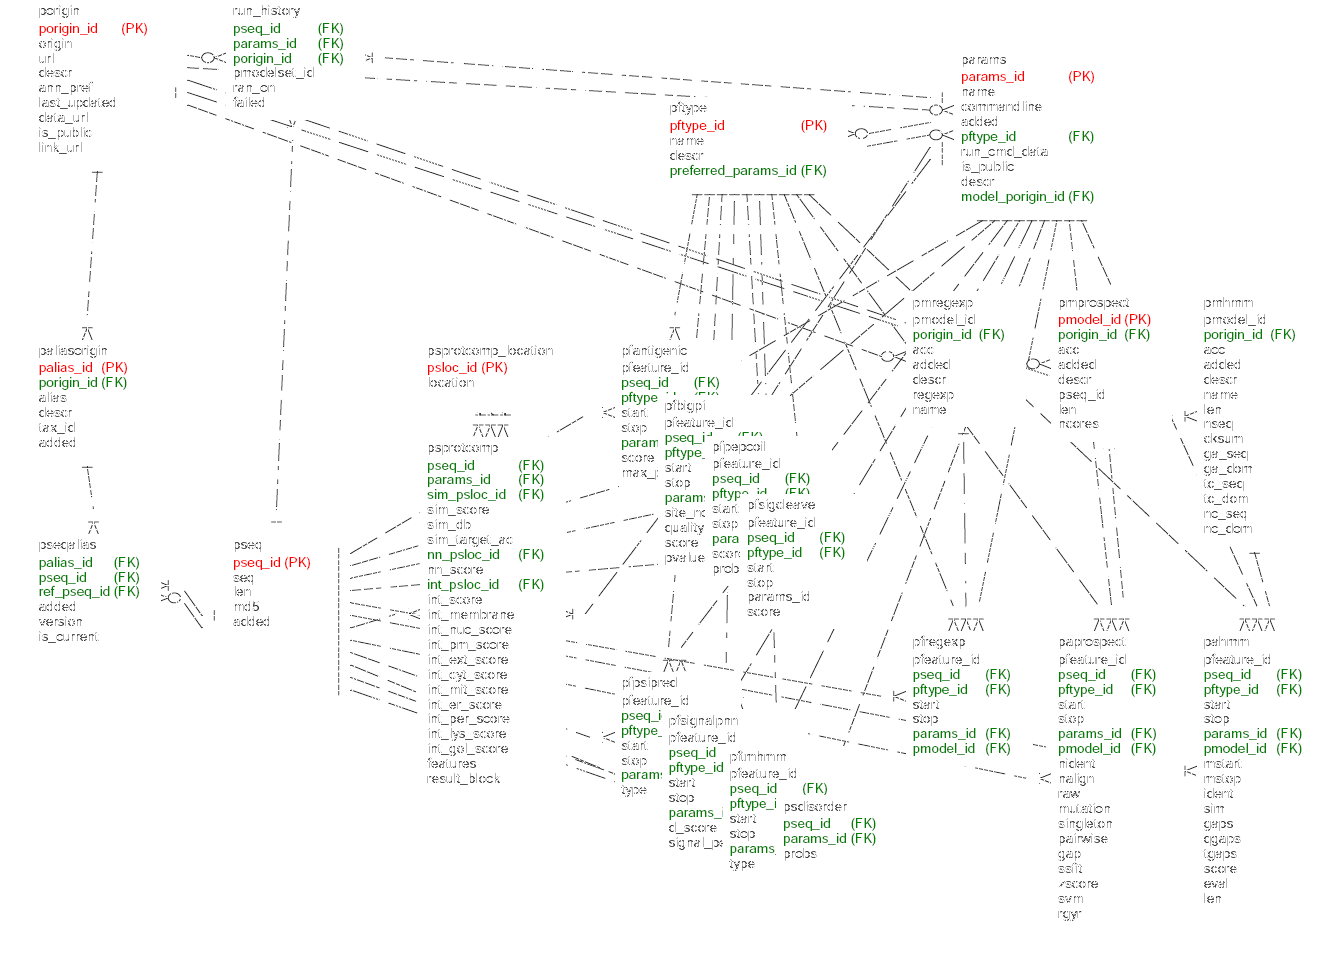 porigin
porigin_id (PK)
origin
url
descr
ann_pref
last_updated
data_url
is_public
link_url
run_history
pseq_id (FK)
params_id (FK)
porigin_id (FK)
pmodelset_id
ran_on
failed
pftype
pftype_id (PK)
name
descr
preferred_params_id (FK)
params
params_id (PK)
name
commandline
added
pftype_id (FK)
run_cmd_data
is_public
descr
model_porigin_id (FK)
paliasorigin
palias_id (PK)
porigin_id (FK)
alias
descr
tax_id
added
psprotcomp_location
psloc_id (PK)
location
pfantigenic
pfeature_id
pseq_id (FK)
start
stop
param
score
pfbigpi
pfeature_id
pseq_id
pftype_
start
stop
param
quality
score
pvalue
pfpepcoil
pfeature_id
pseq_id (FK)
pftype_id (FK)
start
stop
para
score
prob
pfsigcleave
pfeature_id
pseq_id (FK)
pftype_id (FK)
start
stop
params_id
score
pmregexp
pmodel_id
porigin_id (FK)
acc
added
descr
regexp
name
pmprospect
pmodel_id (PK)
porigin_id (FK)
acc
added
descr
pseq_id
len
ncores
pmhmm
pmodel_id
porigin_id (FK)
acc
added
descr
name
len
nseq
cksum
ga_seq
ga_dom
tc_seq
tc_dom
nc_seq
nc_dom
pseqalias
palias_id (FK)
pseq_id (FK)
ref_pseq_id (FK)
added
version
is_current
pseq
pseq_id (PK)
seq
len
md5
added
psprotcomp
pseq_id (FK)
params_id (FK)
sim_psloc_id (FK)
sim_score
sim_db
sim_target_ac
nn_psloc_id (FK)
nn_score
int_psloc_id (FK)
int_score
int_membrane
int_nuc_score
int_pm_score
int_ext_score
int_cyt_score
int_mit_score
int_er_score
int_per_score
int_lys_score
int_gol_score
features
result_block
pfpsipred
pfeature_id
pseq_i
pftype_
start
stop
params
type
pfsignalpnn
pfeature_id
pseq_id
pftype_id
start
stop
params_i
d_score
signal_pe
pftmhmm
pfeature_id
pseq_id (FK)
pftype_i
start
stop
params_
type
psdisorder
pseq_id (FK)
params_id (FK)
probs
pfregexp
pfeature_id
pseq_id (FK)
pftype_id (FK)
start
stop
params_id (FK)
pmodel_id (FK)
paprospect
pfeature_id
pseq_id (FK)
pftype_id (FK)
start
stop
params_id (FK)
pmodel_id (FK)
nident
nalign
raw
mutation
singleton
pairwise
gap
ssfit
zscore
svm
rgyr
pahmm
pfeature_id
pseq_id (FK)
pftype_id (FK)
start
stop
params_id (FK)
pmodel_id (FK)
mstart
mstop
ident
sim
gaps
qgaps
tgaps
score
eval
len